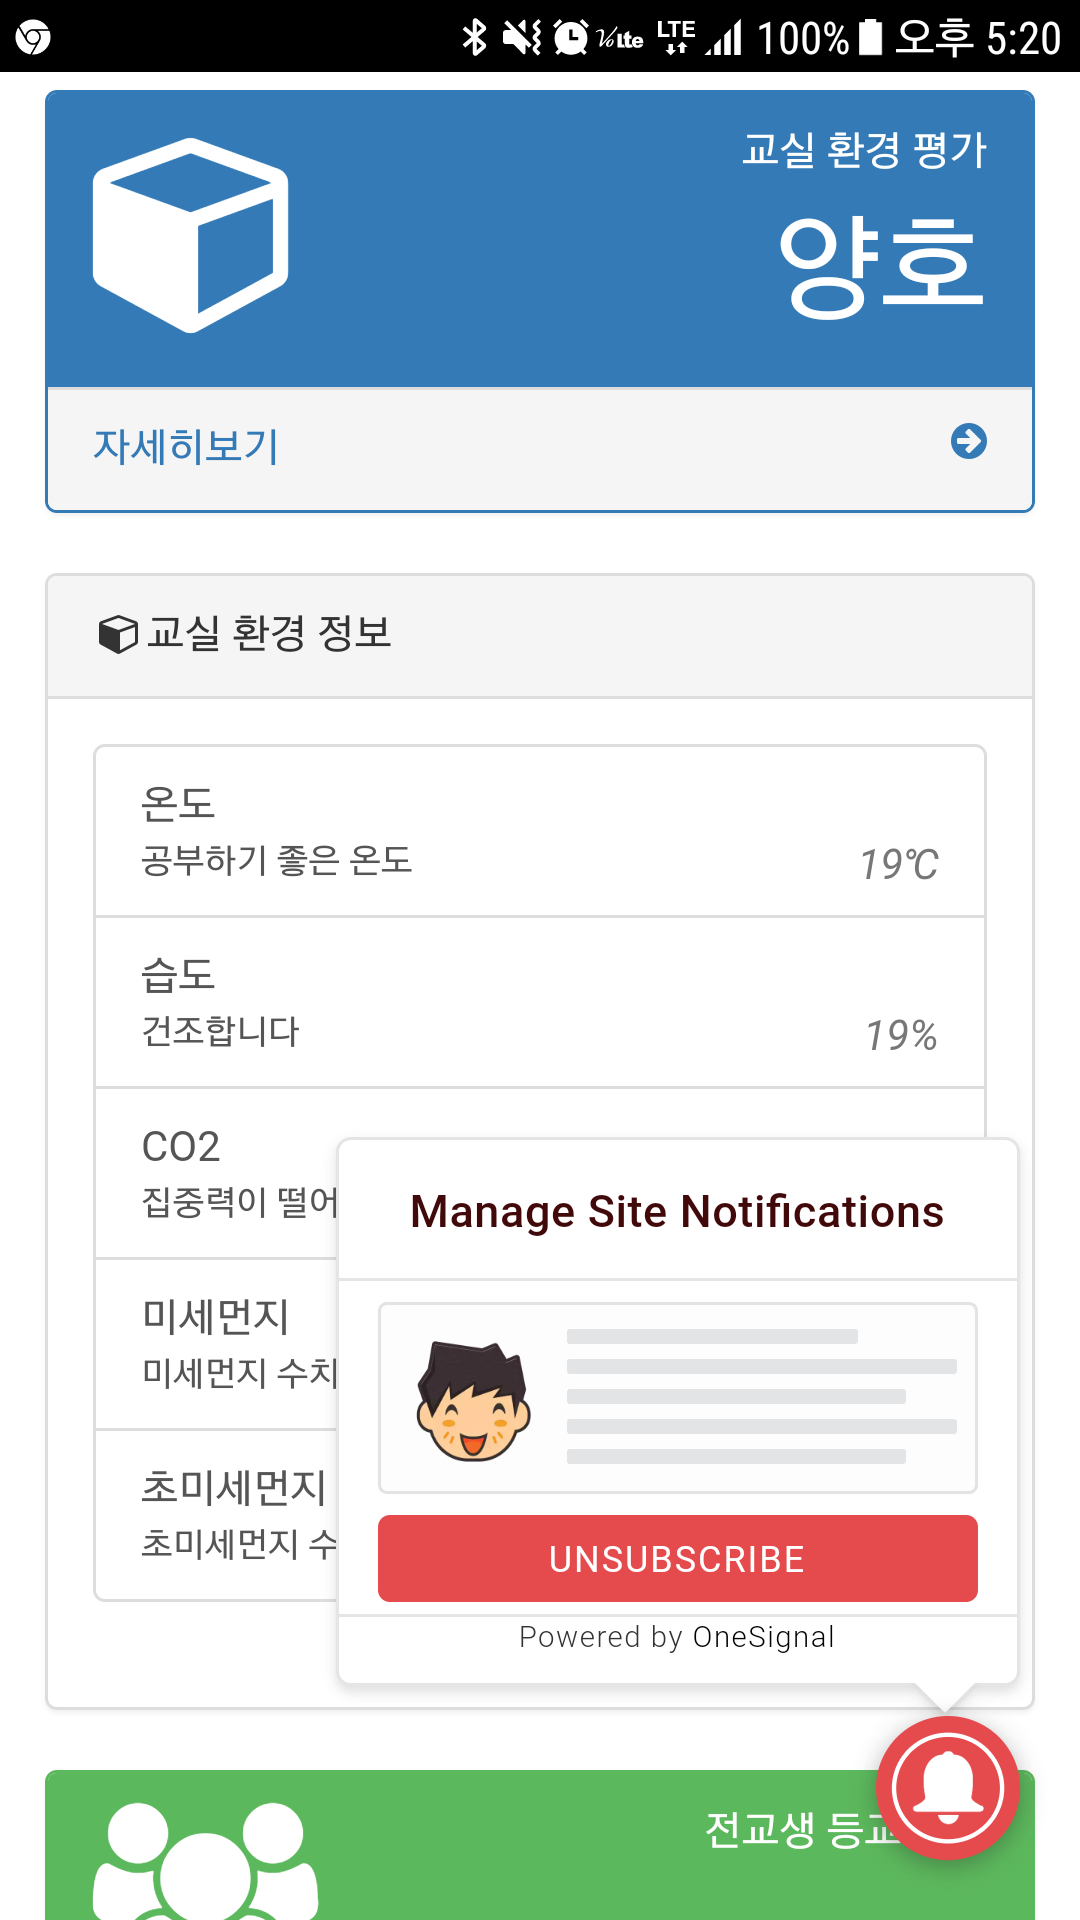 VoLTE LTE 100% 오후 5:20
교실 환경 평가
양호
자세히보기
교실 환경 정보
온도
공부하기 좋은 온도
19℃
습도
건조합니다
19%
CO2
집중력이 떨어
미세먼지
미세먼지 수치
초미세먼지
초미세먼지 수
Manage Site Notifications
UNSUBSCRIBE
Powered by OneSignal
전교생 등교